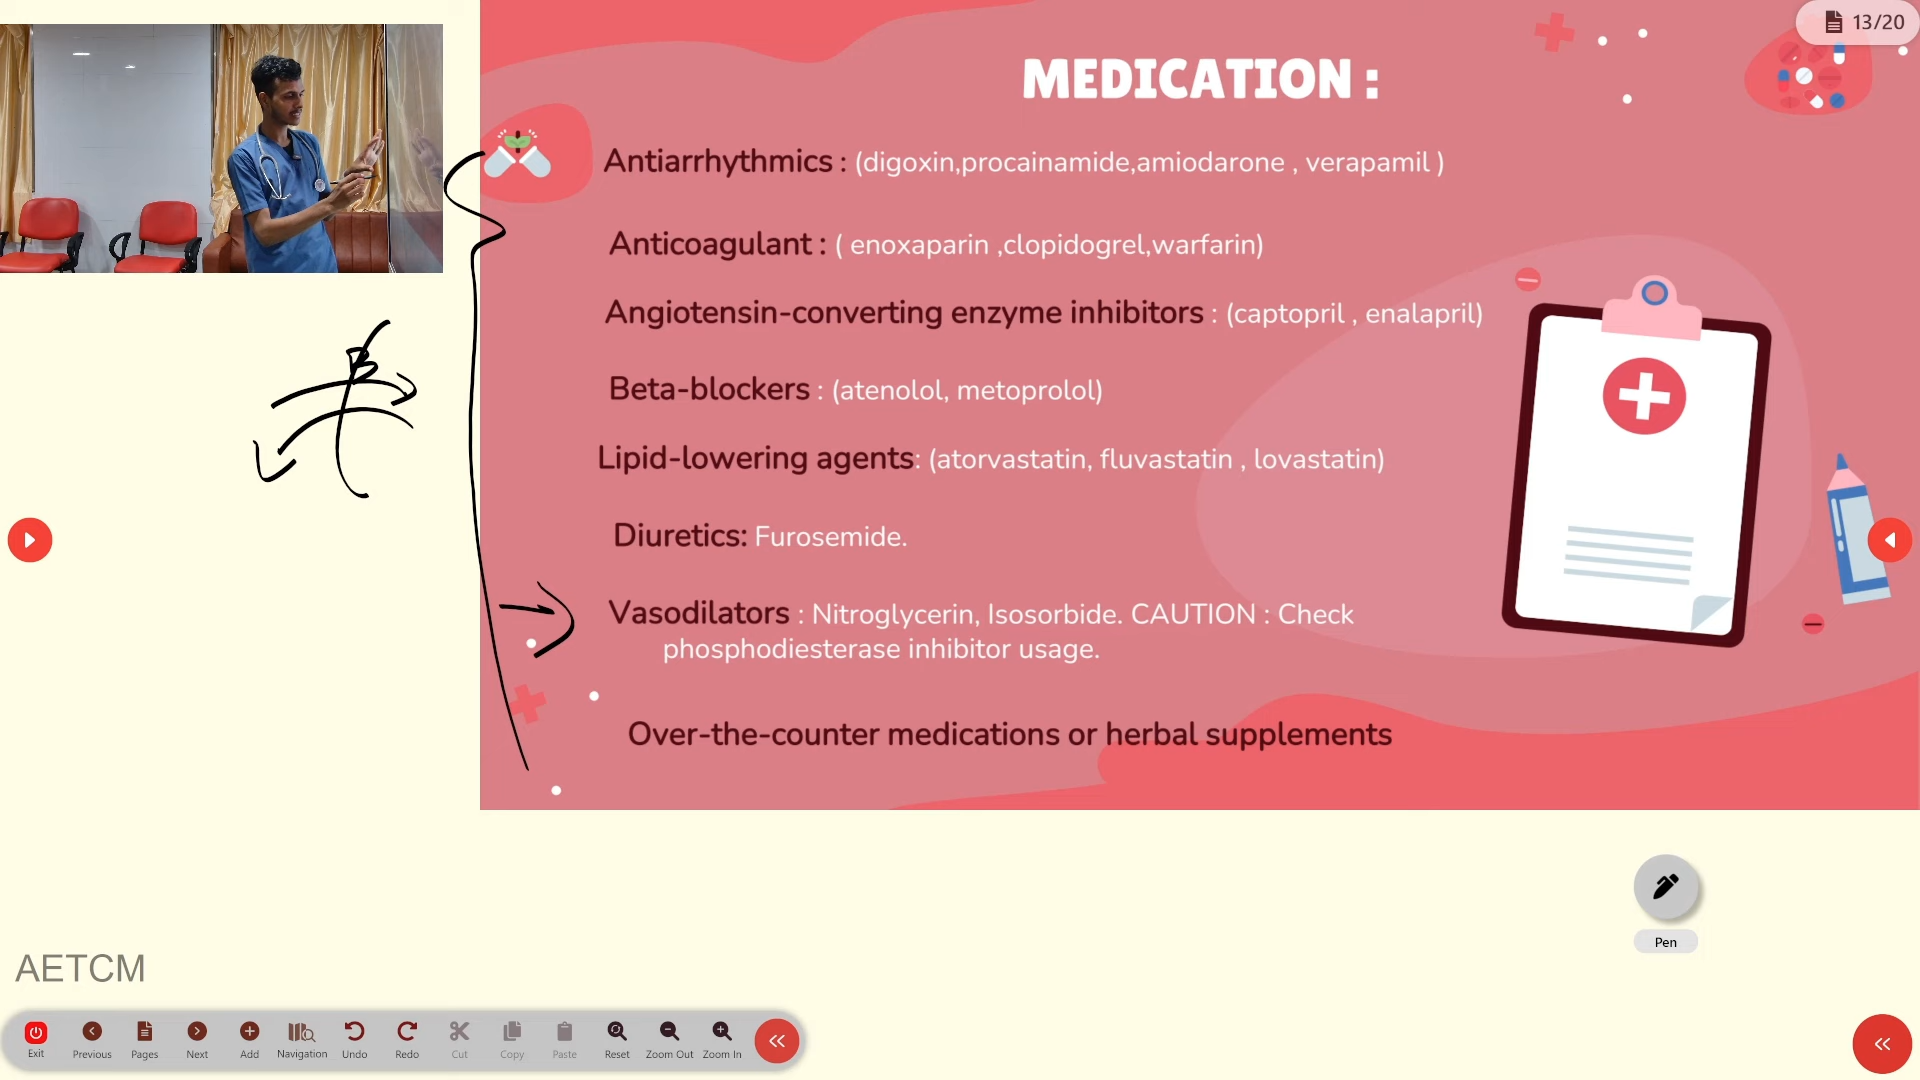 13/20
MEDICATION :
Antiarrhythmics : (digoxin,procainamide,amiodarone , verapamil )
Anticoagulant : ( enoxaparin ,clopidogrel,warfarin)
Angiotensin-converting enzyme inhibitors : (captopril , enalapril)
Beta-blockers : (atenolol, metoprolol)
Lipid-lowering agents: (atorvastatin, fluvastatin , lovastatin)
Diuretics: Furosemide.
Vasodilators : Nitroglycerin, Isosorbide. CAUTION : Check
phosphodiesterase inhibitor usage.
Over-the-counter medications or herbal supplements
Pen
AETCM
Exit Previous Pages Next Add Navigation Undo Redo Cut Copy Paste Reset Zoom Out Zoom In